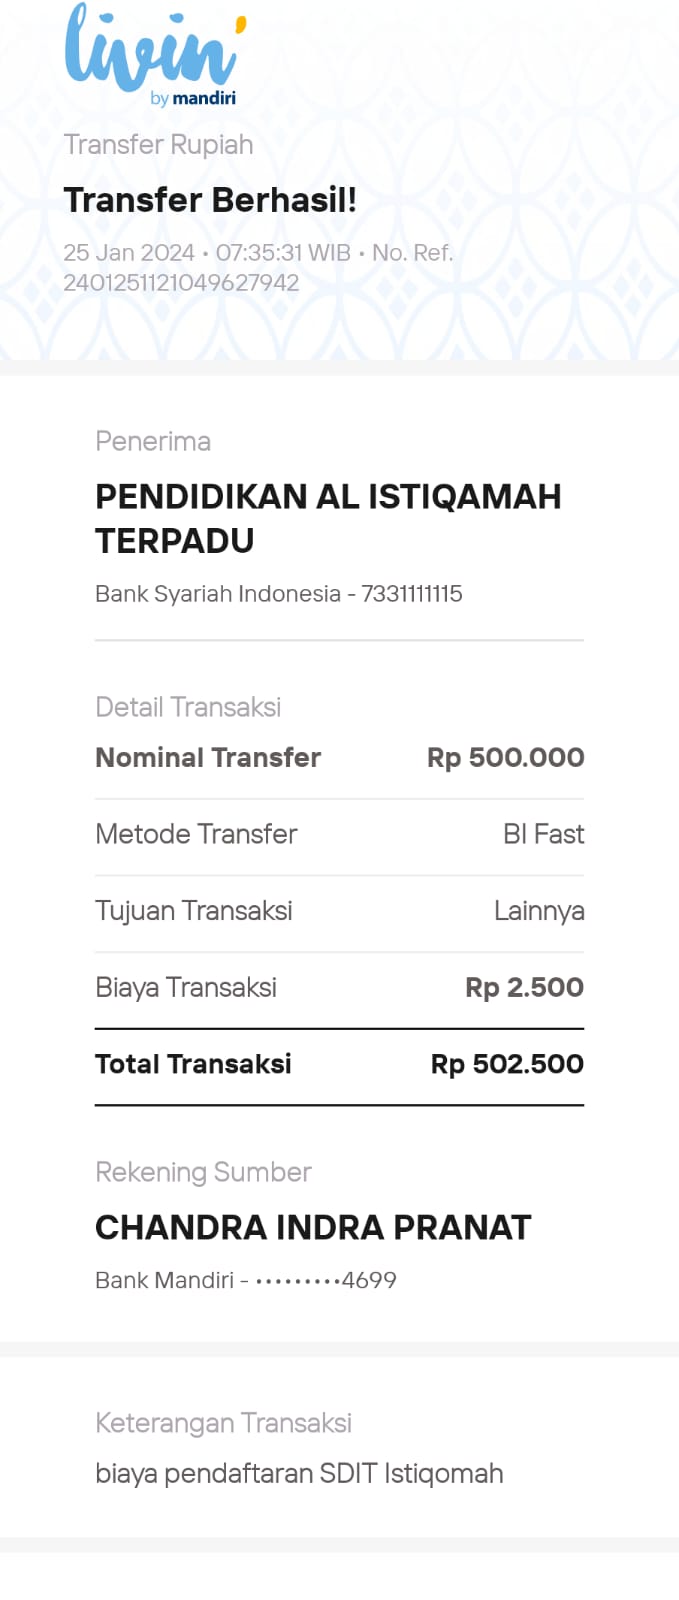 livin'
by mandiri
Transfer Rupiah
Transfer Berhasil!
25 Jan 2024 • 07:35:31 WIB • No. Ref.
2401251121049627942
Penerima
PENDIDIKAN AL ISTIQAMAH
TERPADU
Bank Syariah Indonesia - 7331111115
Detail Transaksi
Nominal Transfer Rp 500.000
Metode Transfer BI Fast
Tujuan Transaksi Lainnya
Biaya Transaksi Rp 2.500
Total Transaksi Rp 502.500
Rekening Sumber
CHANDRA INDRA PRANAT
Bank Mandiri - •••••••••4699
Keterangan Transaksi
biaya pendaftaran SDIT Istiqomah